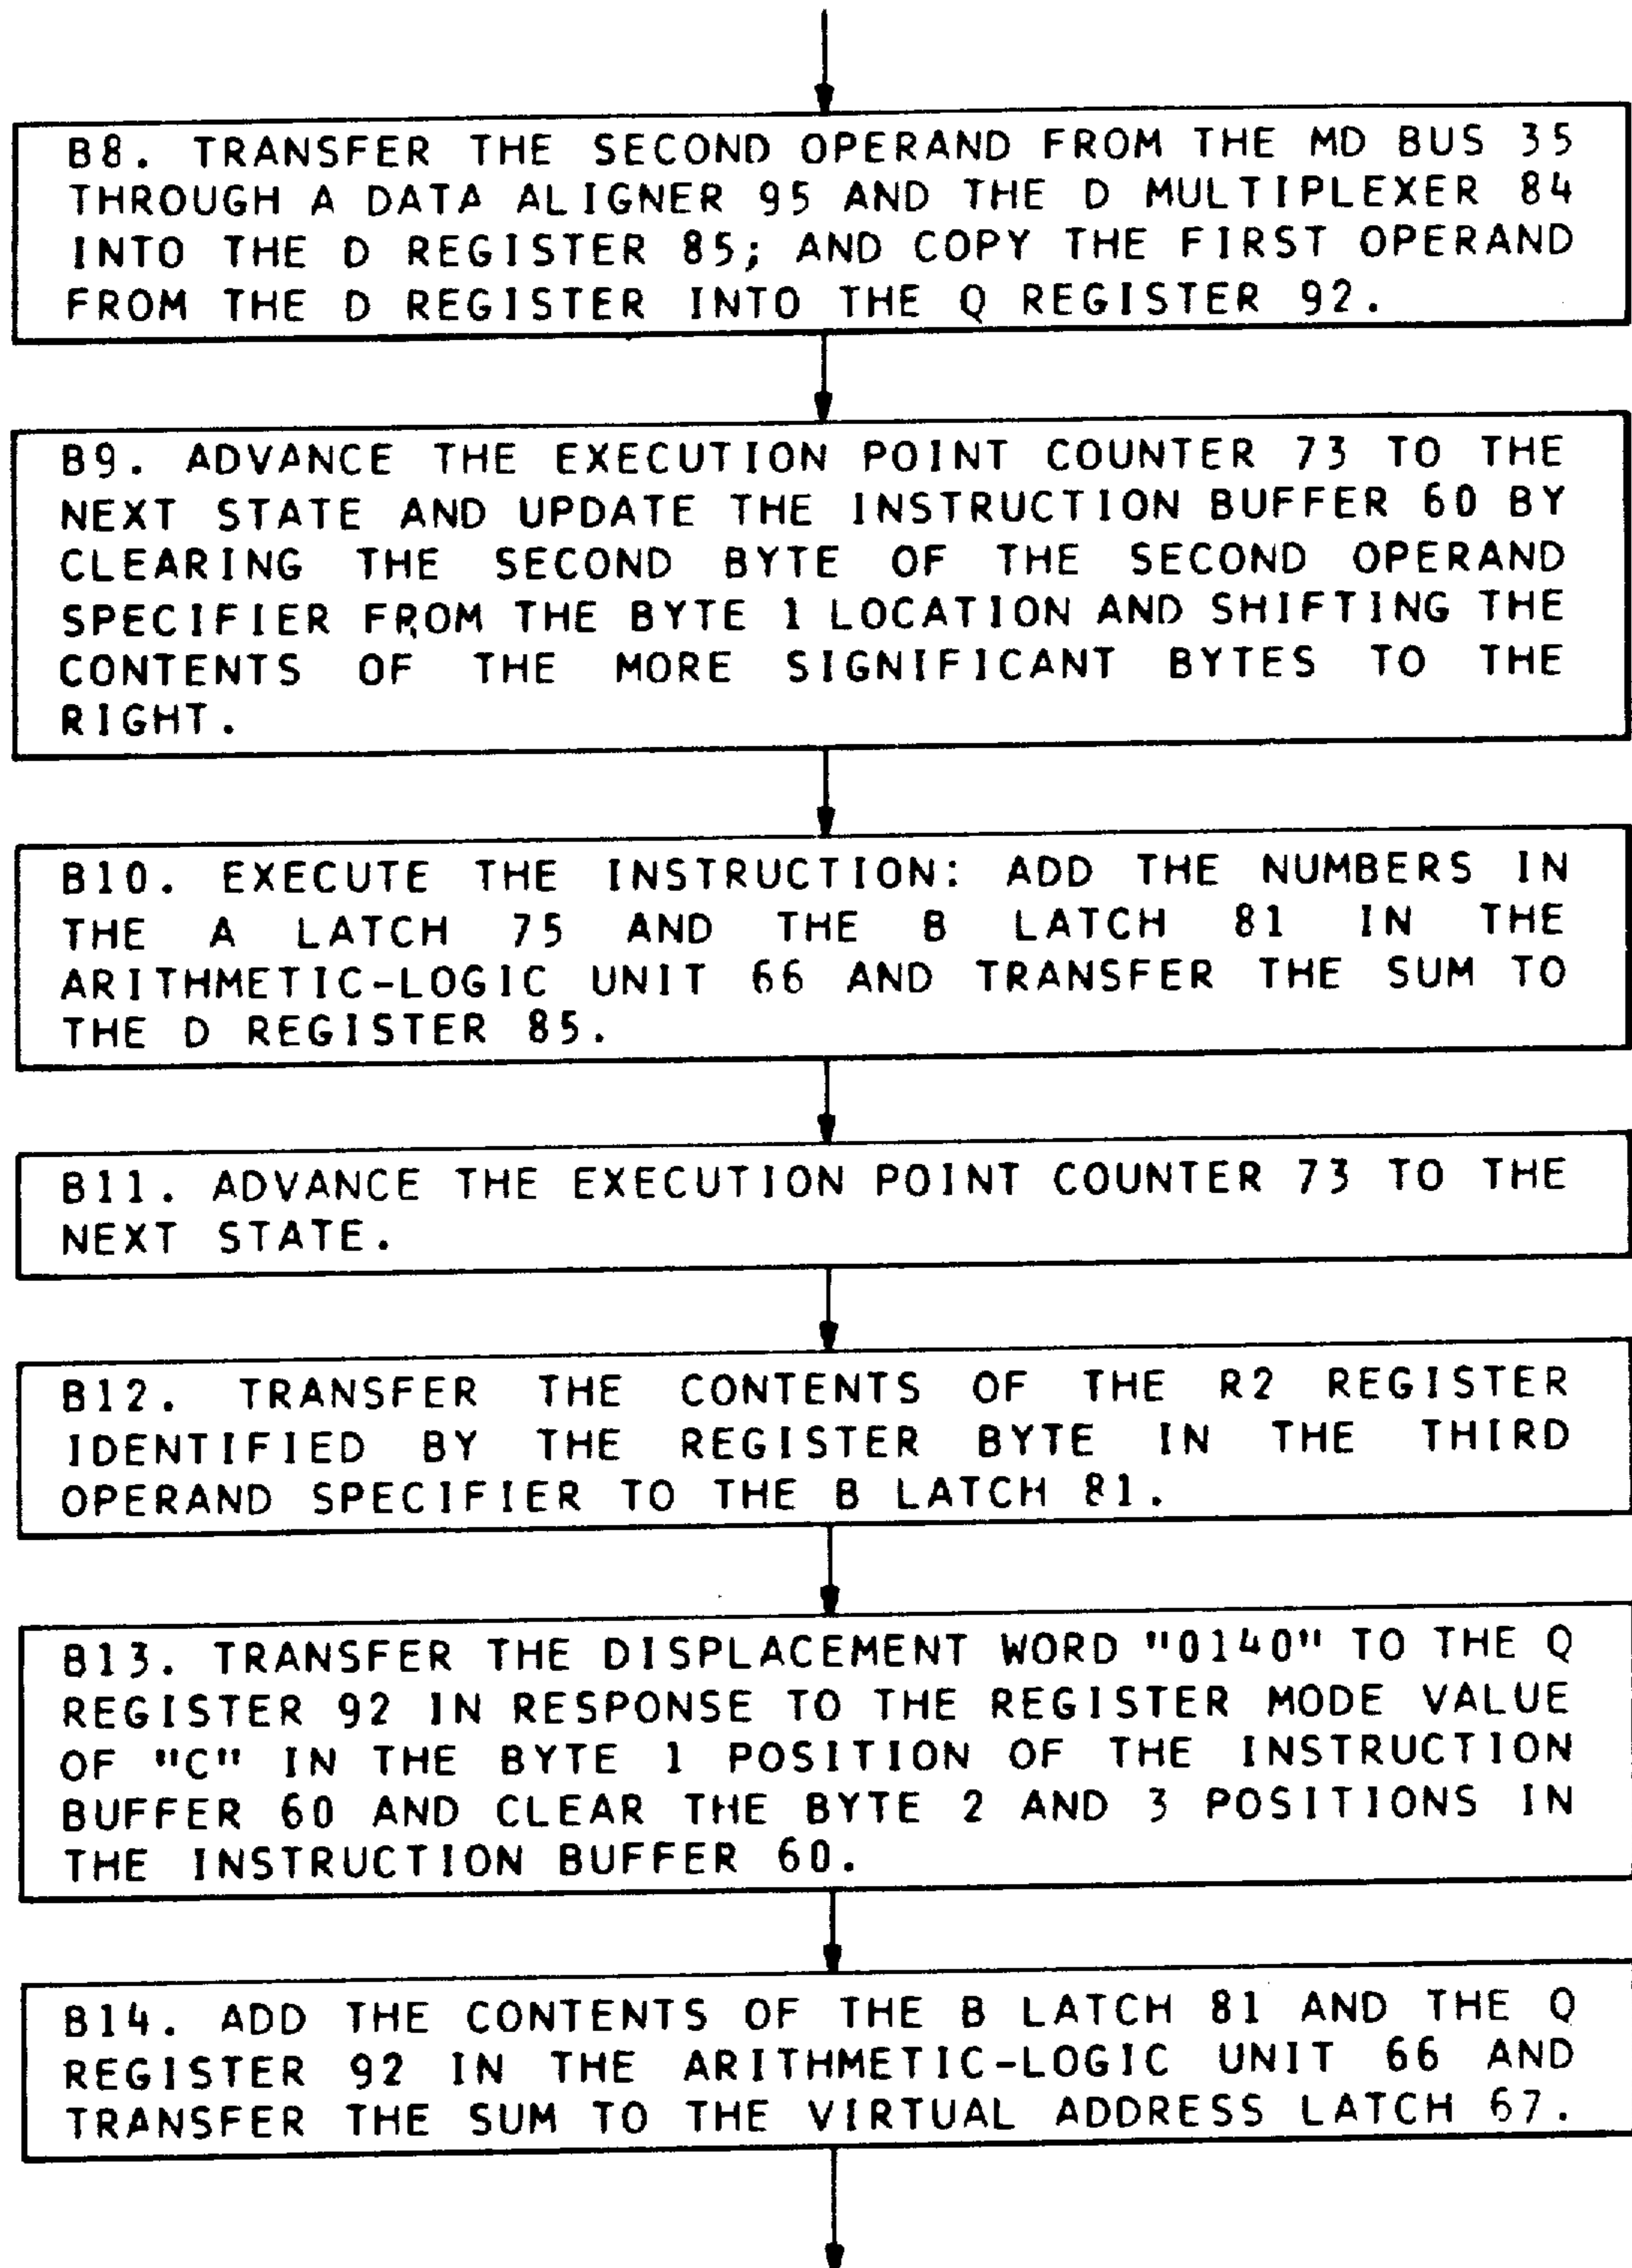 B8. TRANSFER THE SECOND OPERAND FROM THE MD BUS 35
THROUGH A DATA ALIGNER 95 AND THE D MULTIPLEXER 84
INTO THE D REGISTER 85; AND COPY THE FIRST OPERAND
FROM THE D REGISTER INTO THE Q REGISTER 92.
B9. ADVANCE THE EXECUTION POINT COUNTER 73 TO THE
NEXT STATE AND UPDATE THE INSTRUCTION BUFFER 60 BY
CLEARING THE SECOND BYTE OF THE SECOND OPERAND
SPECIFIER FROM THE BYTE 1 LOCATION AND SHIFTING THE
CONTENTS OF THE MORE SIGNIFICANT BYTES TO THE
RIGHT.
B10. EXECUTE THE INSTRUCTION: ADD THE NUMBERS IN
THE A LATCH 75 AND THE B LATCH 81 IN THE
ARITHMETIC-LOGIC UNIT 66 AND TRANSFER THE SUM TO
THE D REGISTER 85.
B11. ADVANCE THE EXECUTION POINT COUNTER 73 TO THE
NEXT STATE.
B12. TRANSFER THE CONTENTS OF THE R2 REGISTER
IDENTIFIED BY THE REGISTER BYTE IN THE THIRD
OPERAND SPECIFIER TO THE B LATCH 81.
B13. TRANSFER THE DISPLACEMENT WORD "0140" TO THE Q
REGISTER 92 IN RESPONSE TO THE REGISTER MODE VALUE
OF "C" IN THE BYTE 1 POSITION OF THE INSTRUCTION
BUFFER 60 AND CLEAR THE BYTE 2 AND 3 POSITIONS IN
THE INSTRUCTION BUFFER 60.
B14. ADD THE CONTENTS OF THE B LATCH 81 AND THE Q
REGISTER 92 IN THE ARITHMETIC-LOGIC UNIT 66 AND
TRANSFER THE SUM TO THE VIRTUAL ADDRESS LATCH 67.